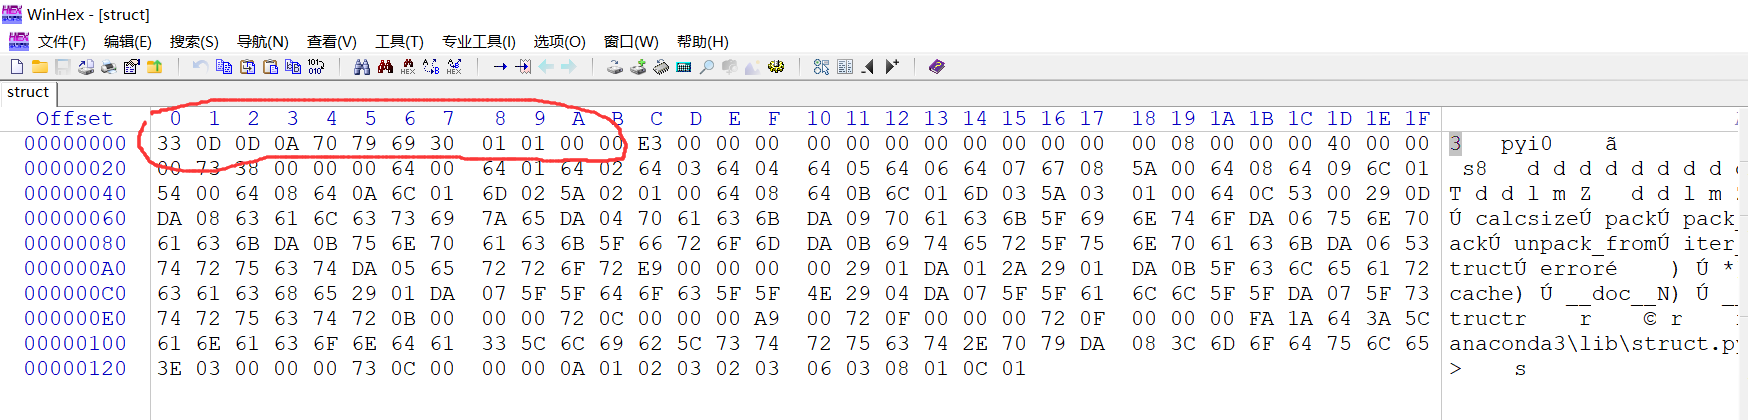 WinHex - [struct]
文件(F) 编辑(E) 搜索(S) 导航(N) 查看(V) 工具(T) 专业工具(I) 选项(O) 窗口(W) 帮助(H)
struct
Offset 0 1 2 3 4 5 6 7 8 9 A B C D E F 10 11 12 13 14 15 16 17 18 19 1A 1B 1C 1D 1E 1F
00000000 33 0D 0D 0A 70 79 69 30 01 01 00 00 E3 00 00 00 00 00 00 00 00 00 00 00 00 08 00 00 00 40 00 00 3 pyi0 ã
00000020 00 73 38 00 00 00 64 00 64 01 64 02 64 03 64 04 64 05 64 06 64 07 67 08 5A 00 64 08 64 09 6C 01 s8 d d d d d d d d
00000040 54 00 64 08 64 0A 6C 01 6D 02 5A 02 01 00 64 08 64 0B 6C 01 6D 03 5A 03 01 00 64 0C 53 00 29 0D T d d l m Z d d l m
00000060 DA 08 63 61 6C 63 73 69 7A 65 DA 04 70 61 63 6B DA 09 70 61 63 6B 5F 69 6E 74 6F DA 06 75 6E 70 Ú calcsizeÚ packÚ pack_
00000080 61 63 6B DA 0B 75 6E 70 61 63 6B 5F 66 72 6F 6D DA 0B 69 74 65 72 5F 75 6E 70 61 63 6B DA 06 53 ackÚ unpack_fromÚ iter_
000000A0 74 72 75 63 74 DA 05 65 72 72 6F 72 E9 00 00 00 00 29 01 DA 01 2A 29 01 DA 0B 5F 63 6C 65 61 72 tructÚ erroré ) Ú *
000000C0 63 61 63 68 65 29 01 DA 07 5F 5F 64 6F 63 5F 5F 4E 29 04 DA 07 5F 5F 61 6C 6C 5F 5F DA 07 5F 73 cache) Ú __doc__N) Ú __
000000E0 74 72 75 63 74 72 0B 00 00 00 72 0C 00 00 00 A9 00 72 0F 00 00 00 72 0F 00 00 00 FA 1A 64 3A 5C tructr r © r
00000100 61 6E 61 63 6F 6E 64 61 33 5C 6C 69 62 5C 73 74 72 75 63 74 2E 70 79 DA 08 3C 6D 6F 64 75 6C 65 anaconda3\lib\struct.py
00000120 3E 03 00 00 00 73 0C 00 00 00 0A 01 02 03 02 03 06 03 08 01 0C 01 > s